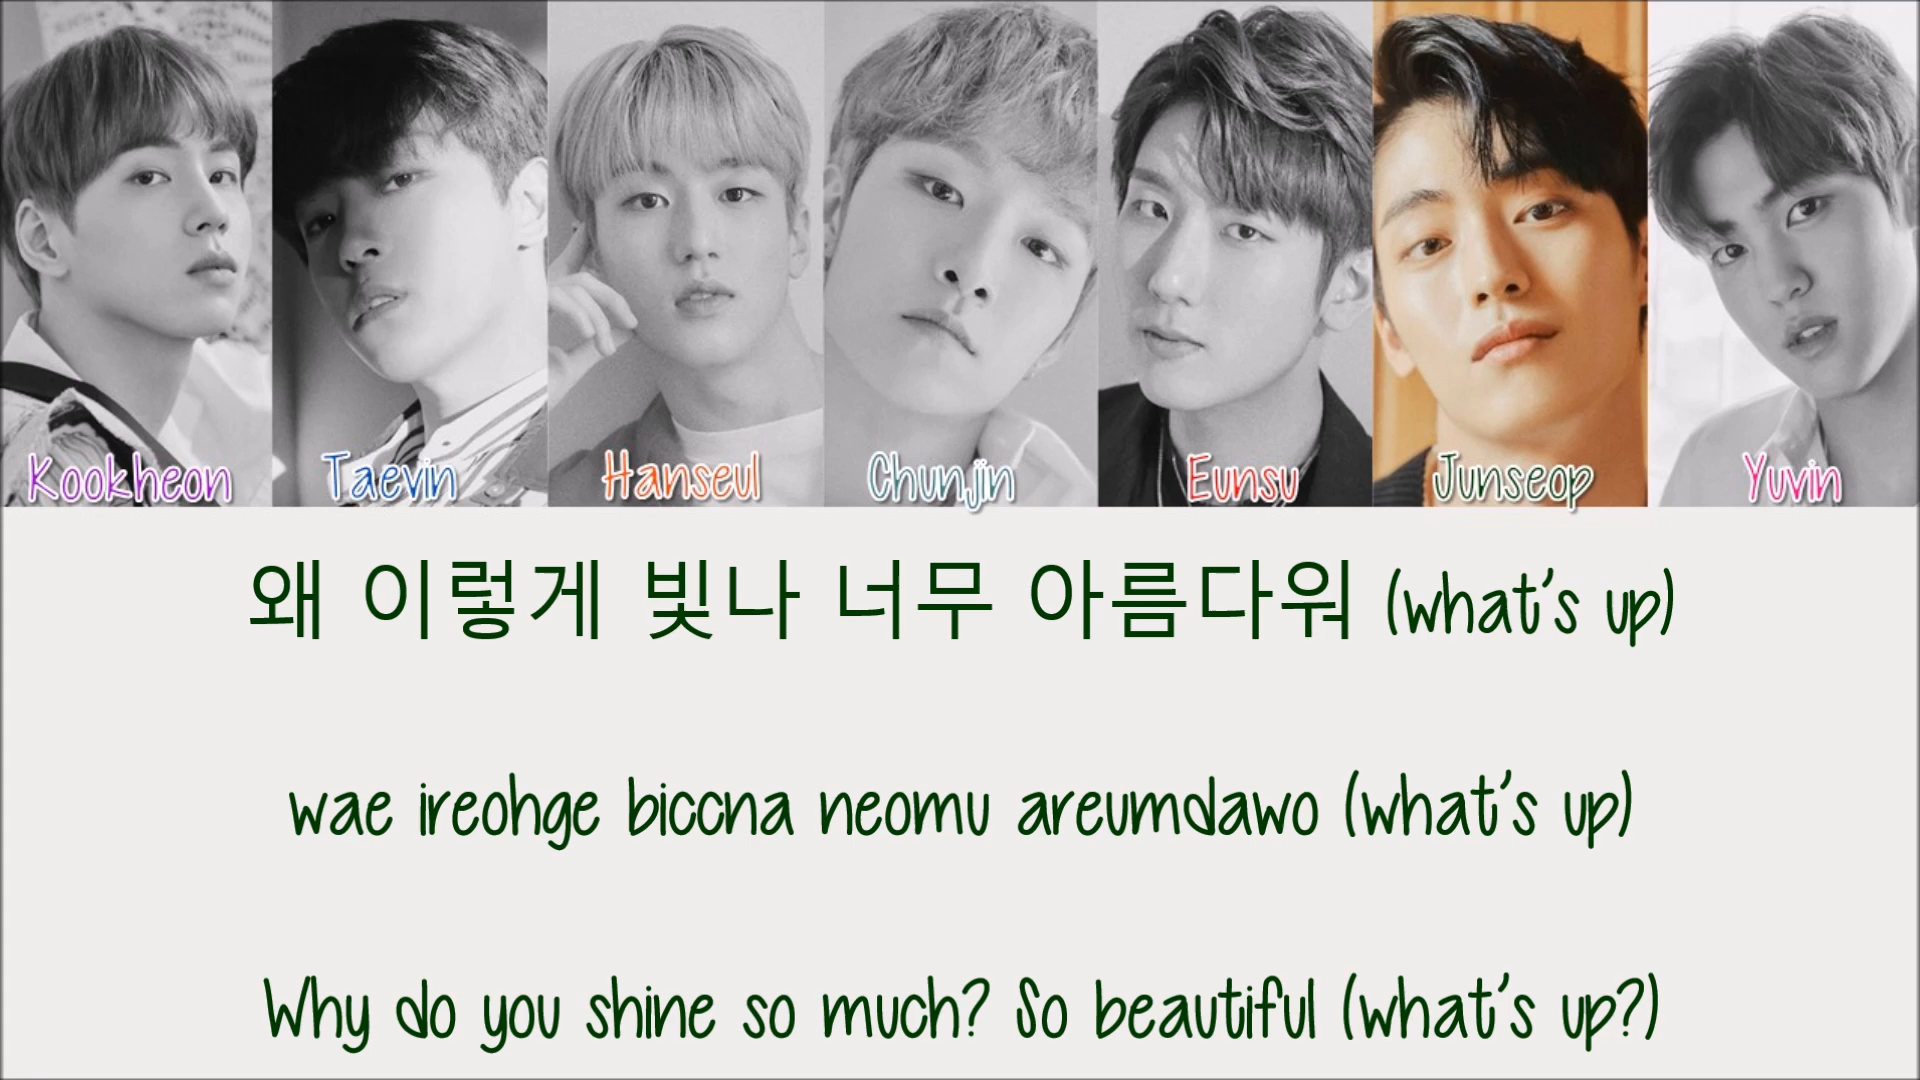 Kookheon Taevin Hanseul Chunjin Eunsu Junseop Yuvin
왜 이렇게 빛나 너무 아름다워 (what's up)
wae ireohge biccna neomu areumdawo (what's up)
Why do you shine so much? So beautiful (what's up?)